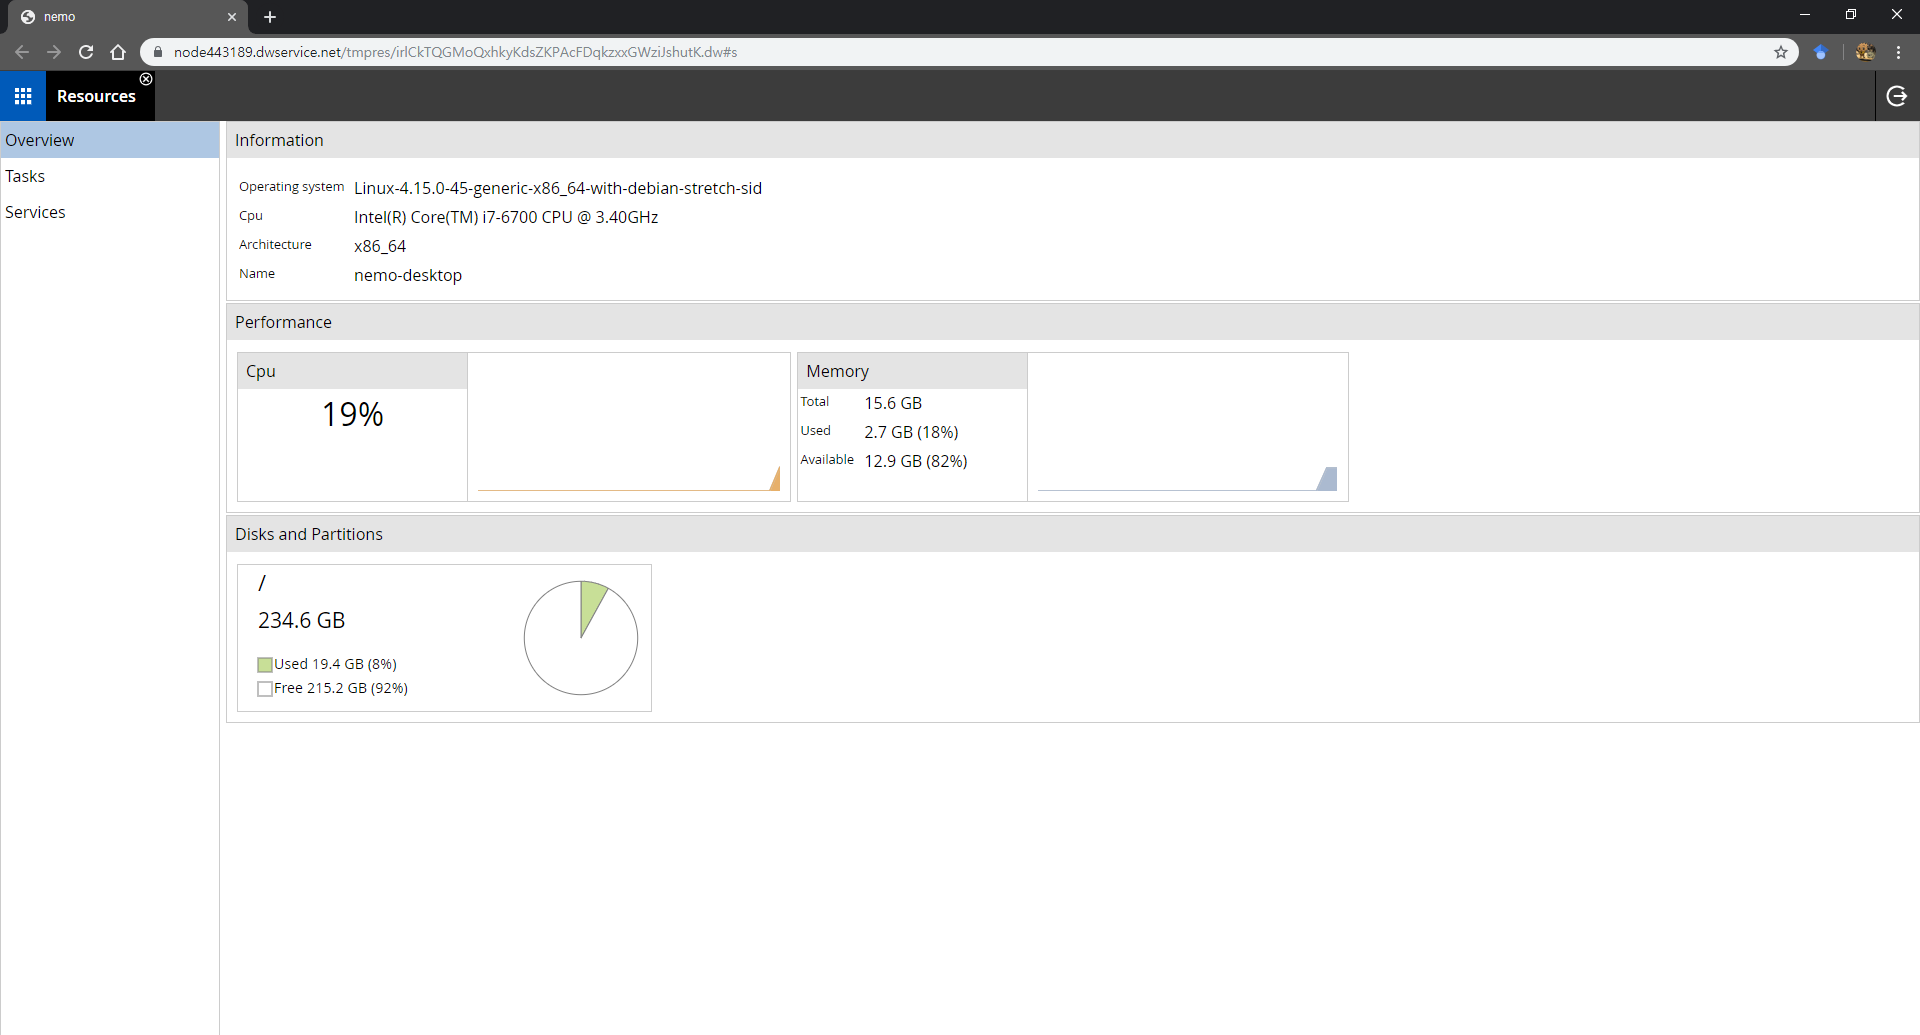 nemo
node443189.dwservice.net/tmpres/irlCkTQGMoQxhkyKdsZKPAcFDqkzxxGWziJshutK.dw#s
Resources
Overview
Tasks
Services
Information
Operating system Linux-4.15.0-45-generic-x86_64-with-debian-stretch-sid
Cpu Intel(R) Core(TM) i7-6700 CPU @ 3.40GHz
Architecture x86_64
Name nemo-desktop
Performance
Cpu
19%
Memory
Total 15.6 GB
Used 2.7 GB (18%)
Available 12.9 GB (82%)
Disks and Partitions
/
234.6 GB
Used 19.4 GB (8%)
Free 215.2 GB (92%)